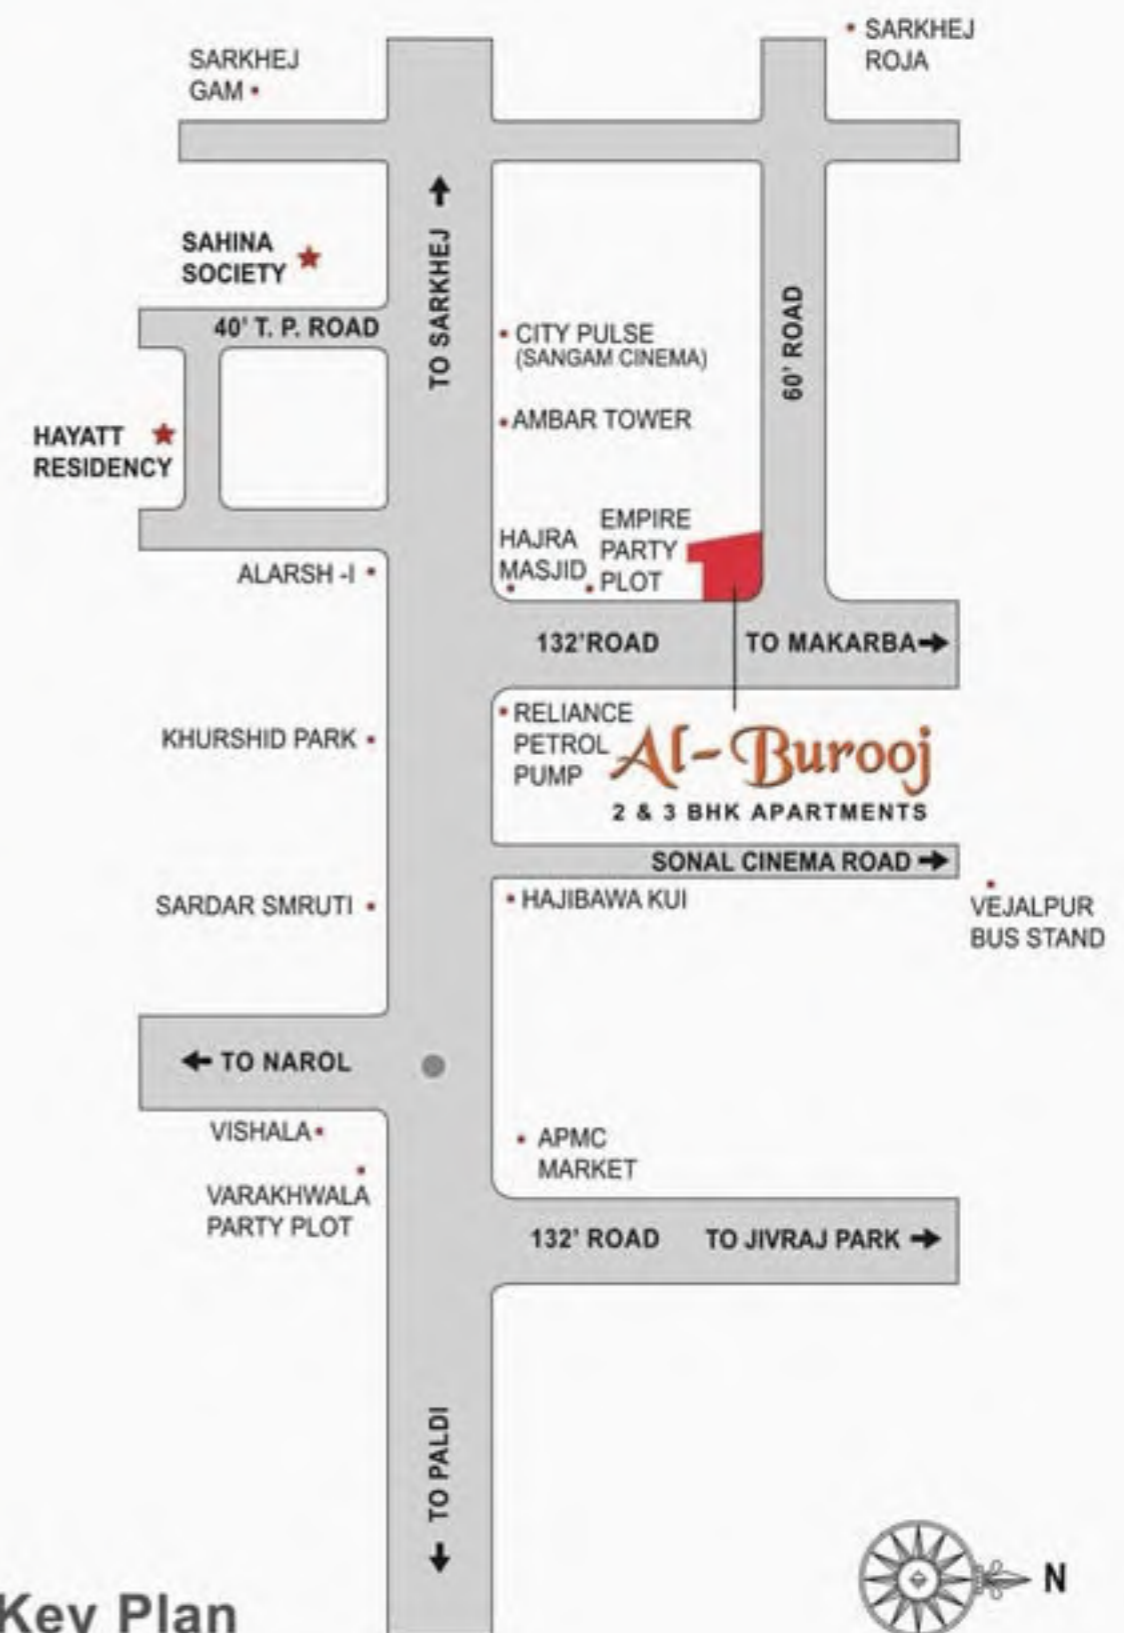 SARKHEJ
ROJA
SARKHEJ
GAM
SAHINA
SOCIETY
TO SARKHEJ
40' T. P. ROAD
60' ROAD
CITY PULSE
(SANGAM CINEMA)
AMBAR TOWER
HAYATT
RESIDENCY
HAJRA
MASJID
EMPIRE
PARTY
PLOT
ALARSH -I
132'ROAD
TO MAKARBA
RELIANCE
PETROL
PUMP
KHURSHID PARK
Al-Burooj
2 & 3 BHK APARTMENTS
SONAL CINEMA ROAD
SARDAR SMRUTI
HAJIBAWA KUI
VEJALPUR
BUS STAND
TO NAROL
VISHALA
APMC
MARKET
VARAKHWALA
PARTY PLOT
132' ROAD
TO JIVRAJ PARK
TO PALDI
N
Key Plan